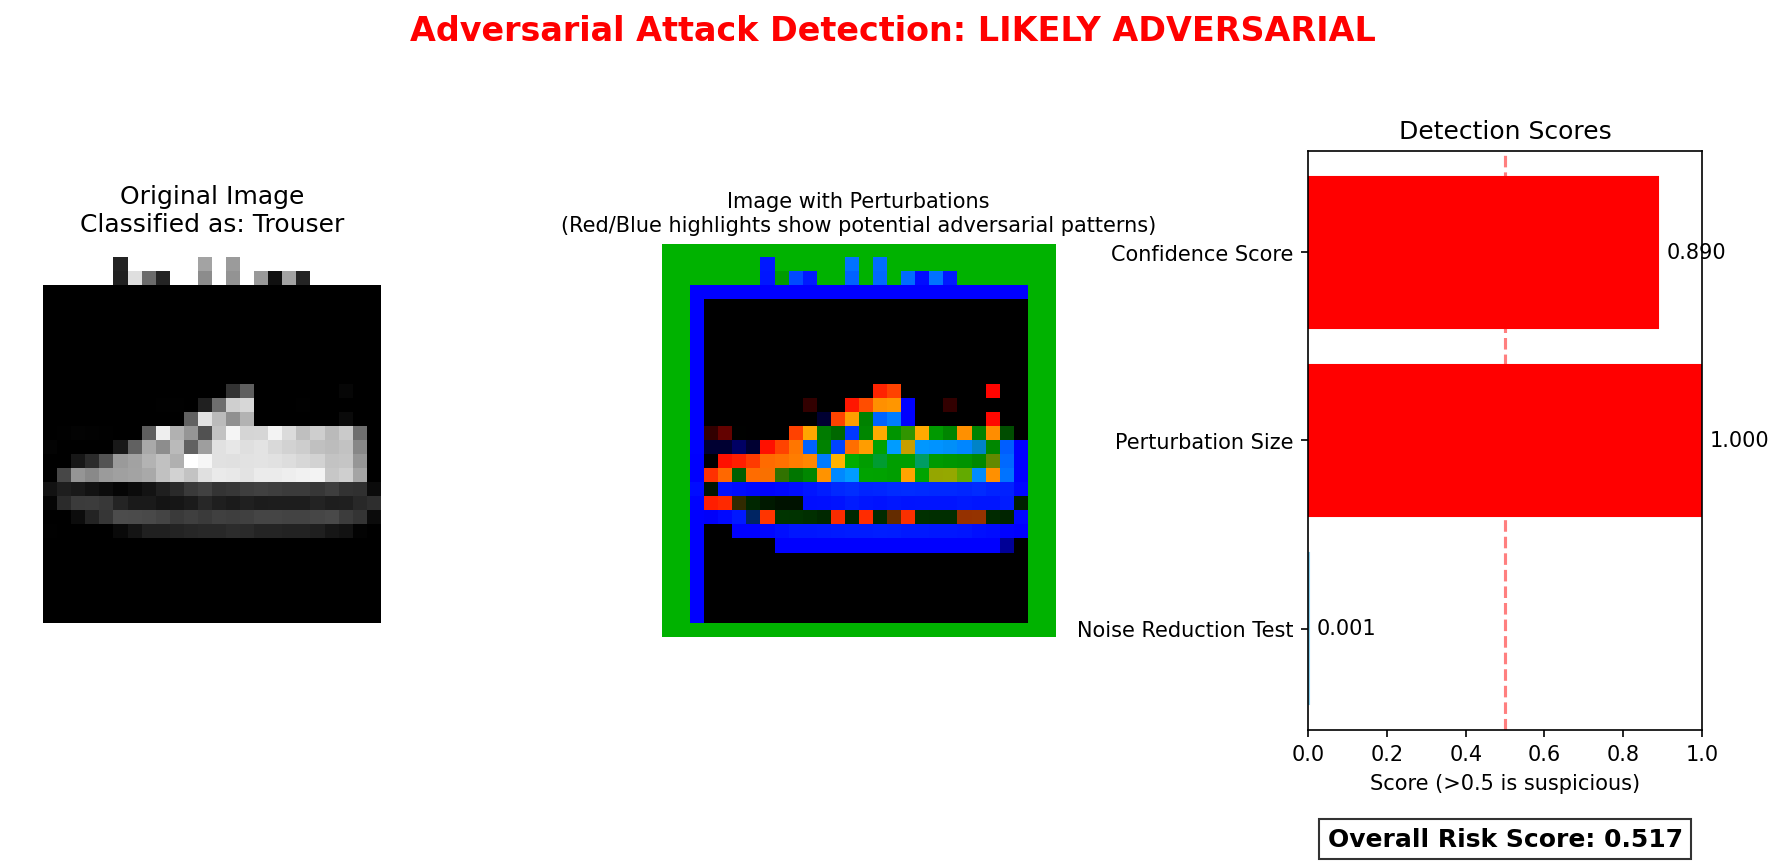 Adversarial Attack Detection: LIKELY ADVERSARIAL
Original Image
Classified as: Trouser
Image with Perturbations
(Red/Blue highlights show potential adversarial patterns)
Detection Scores
Confidence Score
0.890
Perturbation Size
1.000
Noise Reduction Test
0.001
0.0 0.2 0.4 0.6 0.8 1.0
Score (>0.5 is suspicious)
Overall Risk Score: 0.517